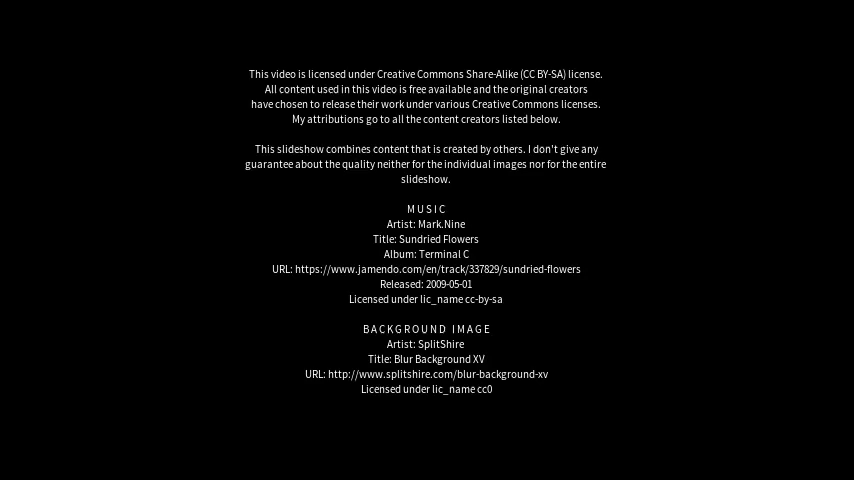 This video is licensed under Creative Commons Share-Alike (CC BY-SA) license.
All content used in this video is free available and the original creators
have chosen to release their work under various Creative Commons licenses.
My attributions go to all the content creators listed below.
This slideshow combines content that is created by others. I don't give any
guarantee about the quality neither for the individual images nor for the entire
slideshow.
MUSIC
Artist: Mark.Nine
Title: Sundried Flowers
Album: Terminal C
URL: https://www.jamendo.com/en/track/337829/sundried-flowers
Released: 2009-05-01
Licensed under lic_name cc-by-sa
BACKGROUND IMAGE
Artist: SplitShire
Title: Blur Background XV
URL: http://www.splitshire.com/blur-background-xv
Licensed under lic_name cc0